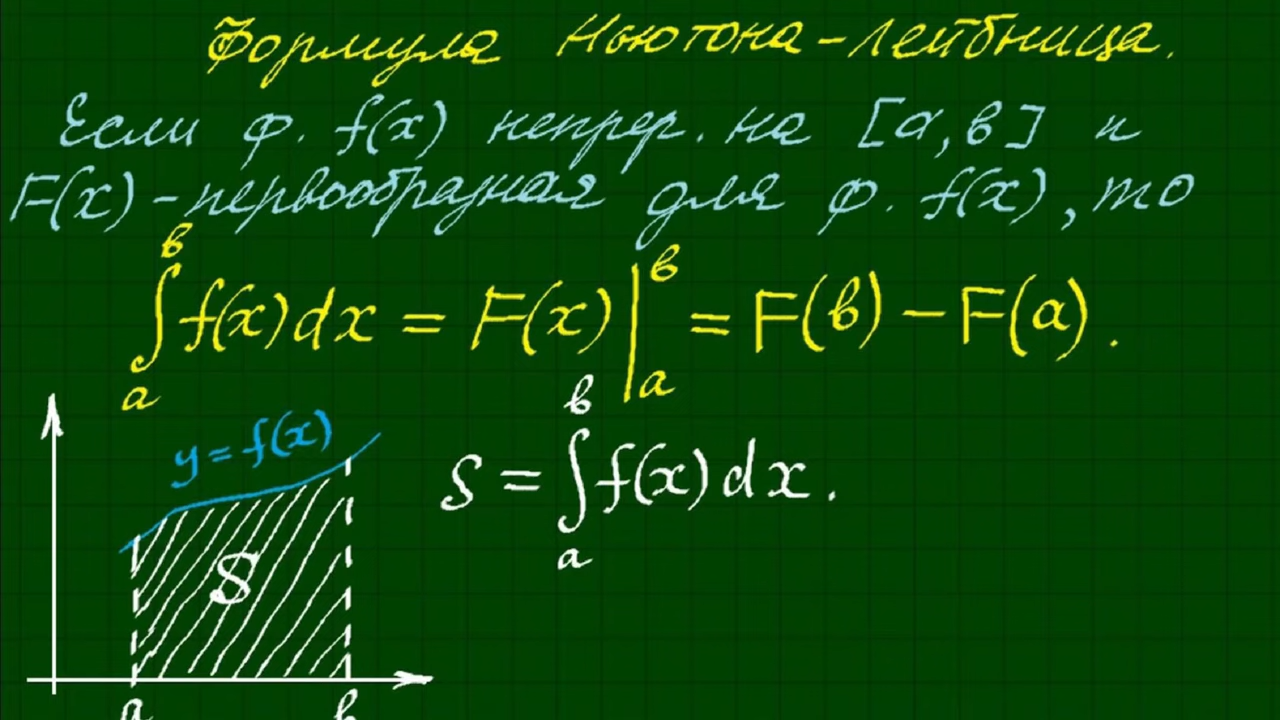 Формула Ньютона-Лейбница.
Если ф. f(x) непрер. на [a,в] и
F(x)-первообразная для ф. f(x), то
∫ₐᵇ f(x)dx = F(x)|ₐᵇ = F(в) - F(a).
y = f(x)
S = ∫ₐᵇ f(x)dx.
S
a в